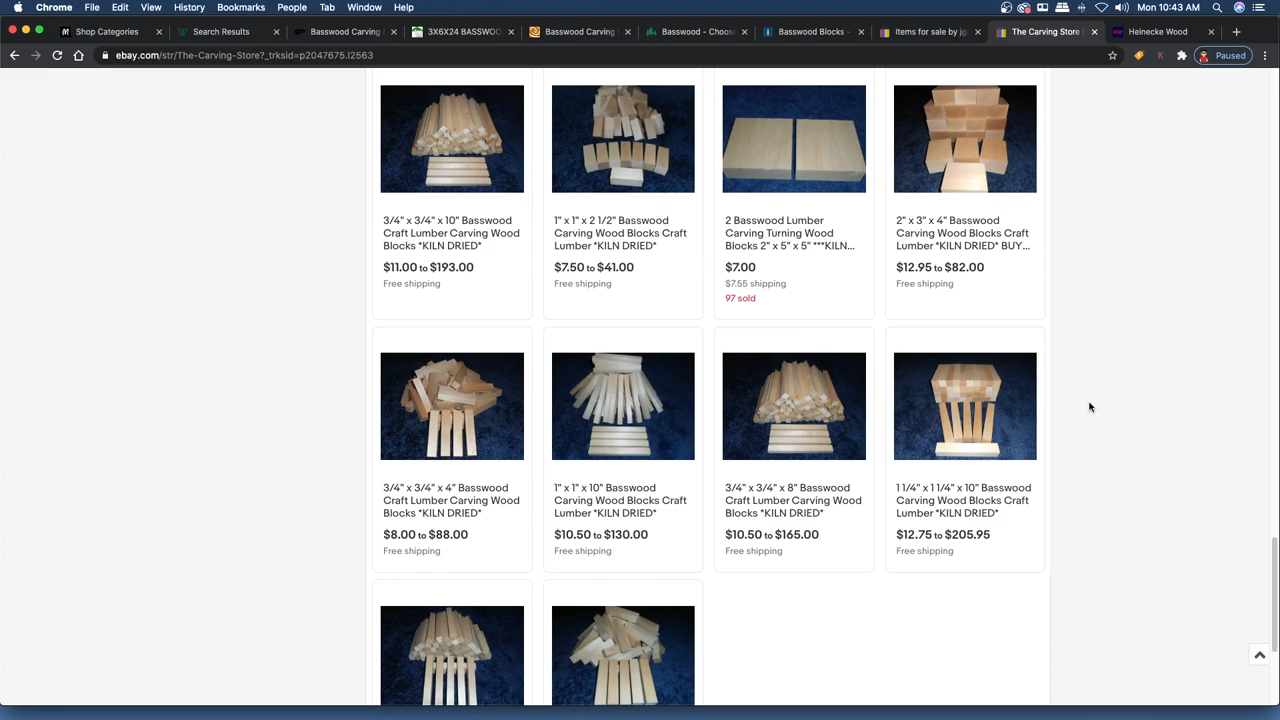 Chrome File Edit View History Bookmarks People Tab Window Help Mon 10:43 AM
Shop Categories Search Results Basswood Carving 3X6X24 BASSWOO Basswood Carving Basswood - Choos Basswood Blocks - Items for sale by jg The Carving Store Heinecke Wood
ebay.com/str/The-Carving-Store?_trksid=p2047675.l2563 Paused
3/4" x 3/4" x 10" Basswood
Craft Lumber Carving Wood
Blocks *KILN DRIED*
$11.00 to $193.00
Free shipping
1" x 1" x 2 1/2" Basswood
Carving Wood Blocks Craft
Lumber *KILN DRIED*
$7.50 to $41.00
Free shipping
2 Basswood Lumber
Carving Turning Wood
Blocks 2" x 5" x 5" ***KILN...
$7.00
$7.55 shipping
97 sold
2" x 3" x 4" Basswood
Carving Wood Blocks Craft
Lumber *KILN DRIED* BUY...
$12.95 to $82.00
Free shipping
3/4" x 3/4" x 4" Basswood
Craft Lumber Carving Wood
Blocks *KILN DRIED*
$8.00 to $88.00
Free shipping
1" x 1" x 10" Basswood
Carving Wood Blocks Craft
Lumber *KILN DRIED*
$10.50 to $130.00
Free shipping
3/4" x 3/4" x 8" Basswood
Craft Lumber Carving Wood
Blocks *KILN DRIED*
$10.50 to $165.00
Free shipping
1 1/4" x 1 1/4" x 10" Basswood
Carving Wood Blocks Craft
Lumber *KILN DRIED*
$12.75 to $205.95
Free shipping